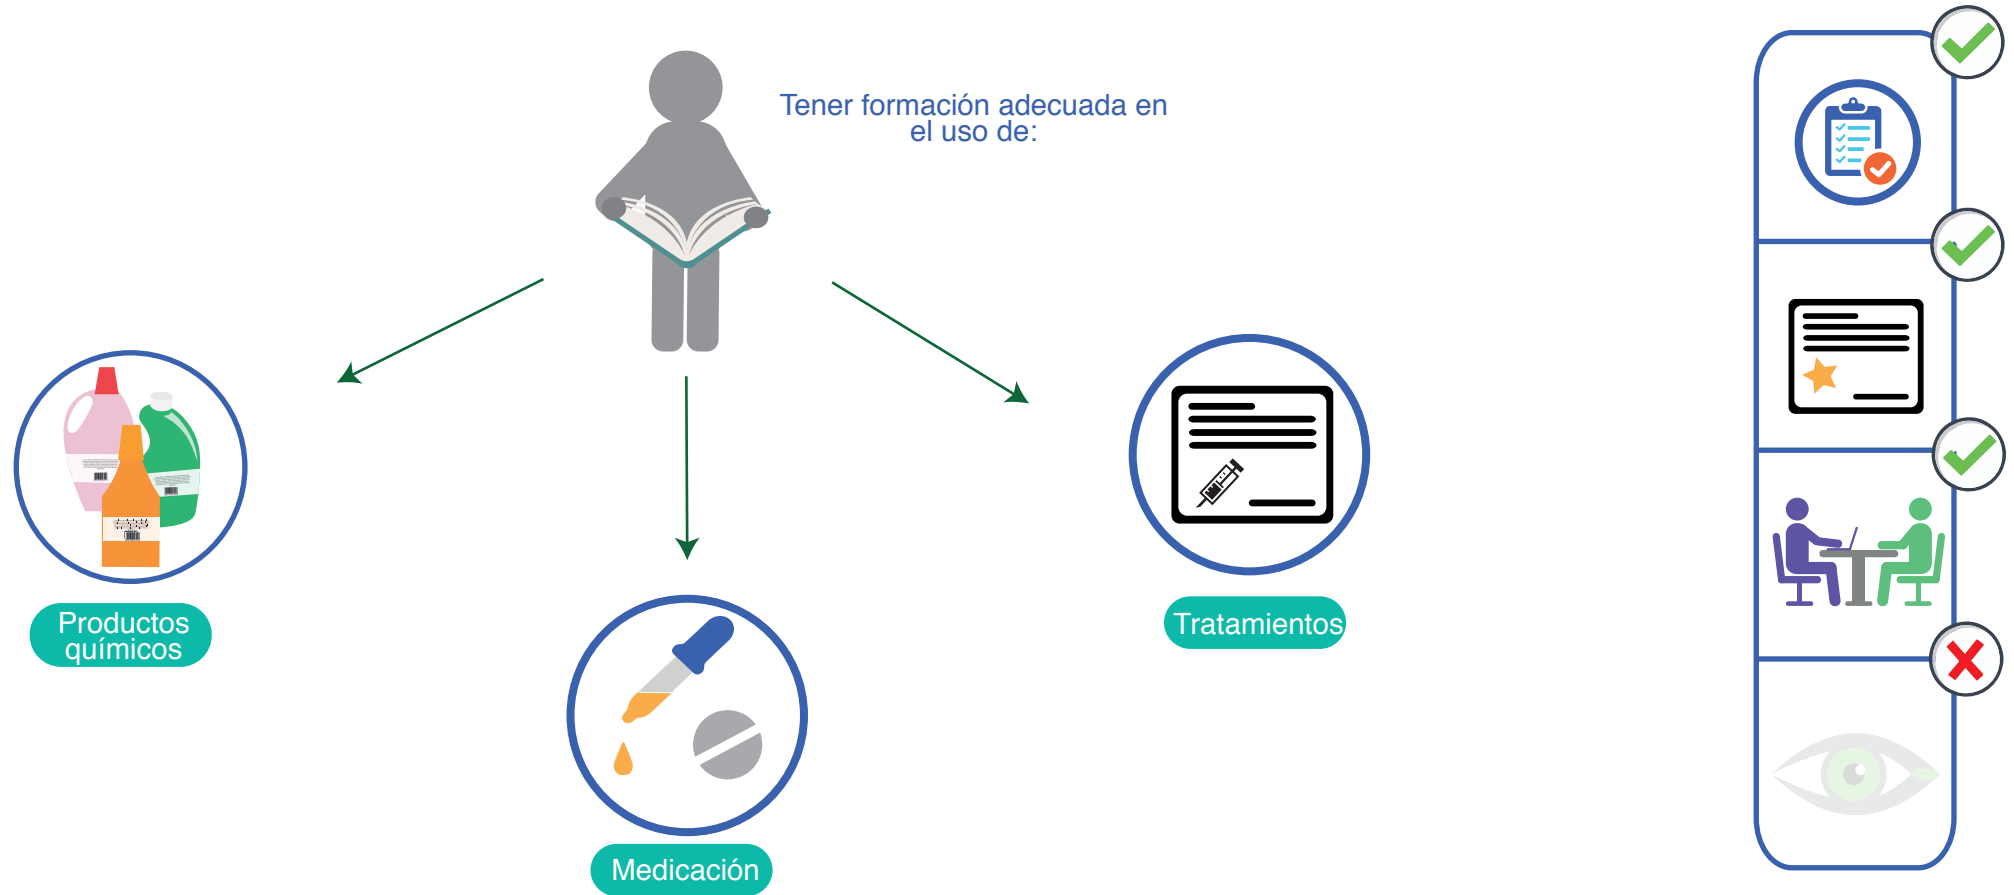 Tener formación adecuada en
el uso de:
Productos
químicos
Tratamientos
Medicación